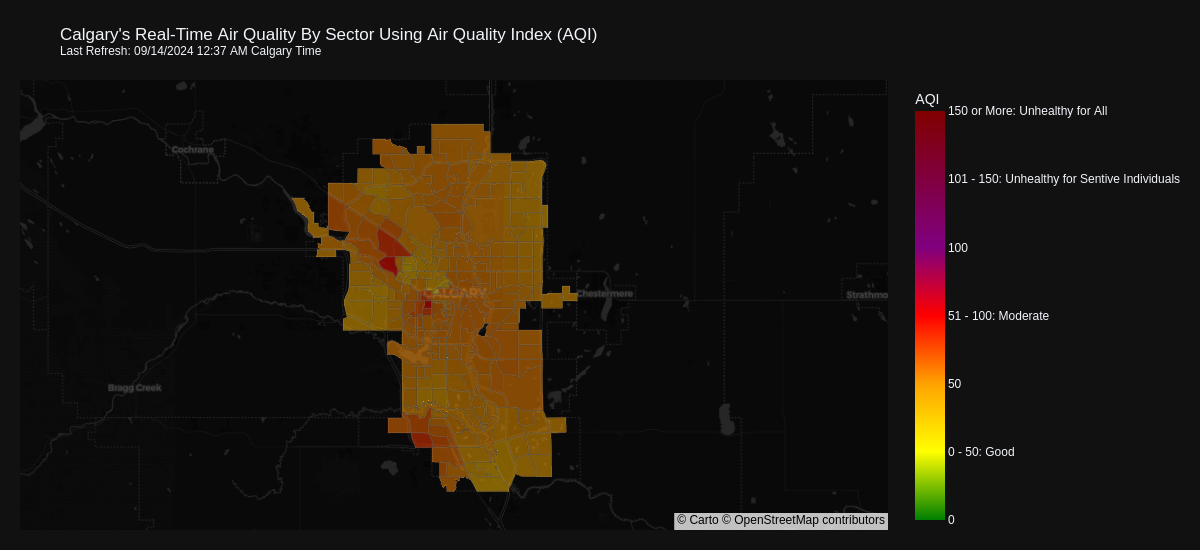 Calgary's Real-Time Air Quality By Sector Using Air Quality Index (AQI)
Last Refresh: 09/14/2024 12:37 AM Calgary Time
AQI
150 or More: Unhealthy for All
Cochrane
101 - 150: Unhealthy for Sentive Individuals
100
CALGARY
Chestermere
Strathmo
51 - 100: Moderate
50
Bragg Creek
0 - 50: Good
0
© Carto © OpenStreetMap contributors